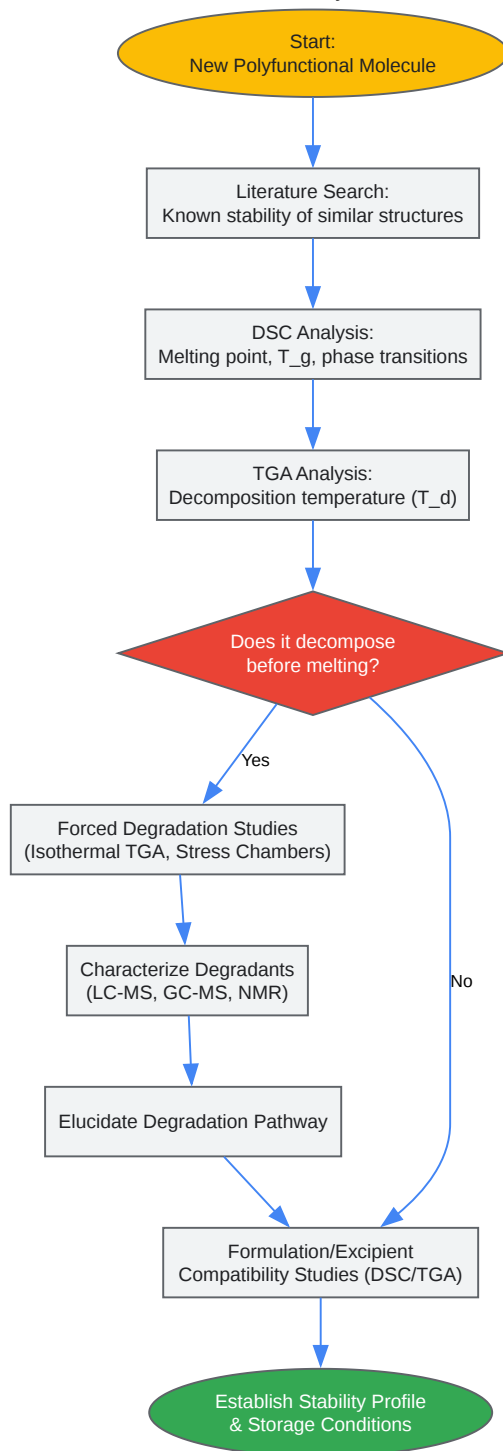 Start:
New Polyfunctional Molecule
Literature Search:
Known stability of similar structures
DSC Analysis:
Melting point, T_g, phase transitions
TGA Analysis:
Decomposition temperature (T_d)
Does it decompose
before melting?
Yes
Forced Degradation Studies
(Isothermal TGA, Stress Chambers)
Characterize Degradants
(LC-MS, GC-MS, NMR)
No
Elucidate Degradation Pathway
Formulation/Excipient
Compatibility Studies (DSC/TGA)
Establish Stability Profile
& Storage Conditions